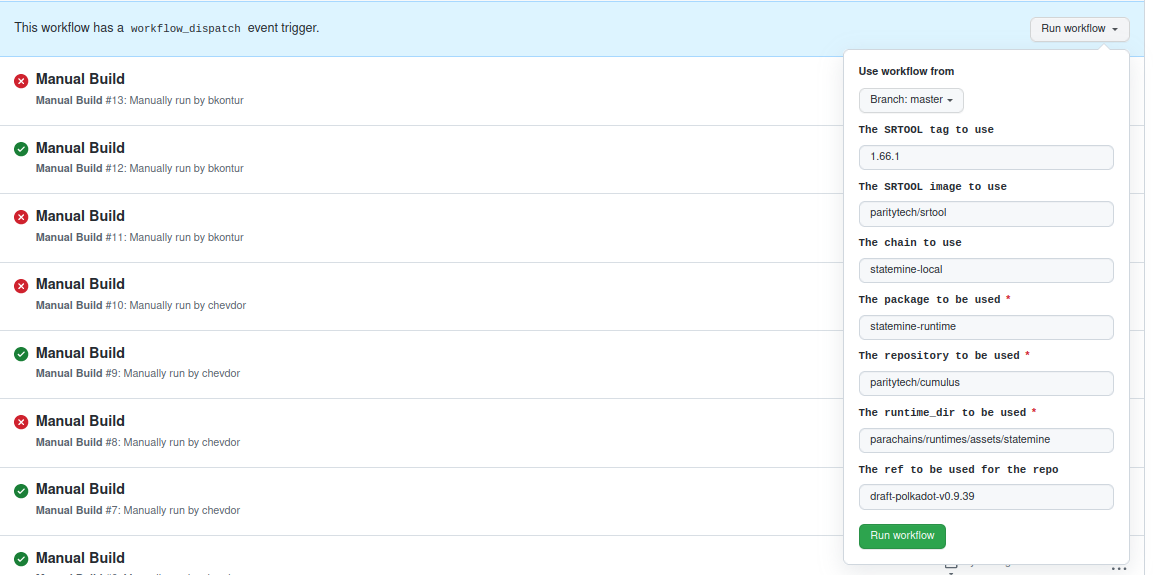 This workflow has a workflow_dispatch event trigger.
Run workflow
Manual Build
Manual Build #13: Manually run by bkontur
Manual Build
Manual Build #12: Manually run by bkontur
Manual Build
Manual Build #11: Manually run by bkontur
Manual Build
Manual Build #10: Manually run by chevdor
Manual Build
Manual Build #9: Manually run by chevdor
Manual Build
Manual Build #8: Manually run by chevdor
Manual Build
Manual Build #7: Manually run by chevdor
Manual Build
Use workflow from
Branch: master
The SRTOOL tag to use
1.66.1
The SRTOOL image to use
paritytech/srtool
The chain to use
statemine-local
The package to be used *
statemine-runtime
The repository to be used *
paritytech/cumulus
The runtime_dir to be used *
parachains/runtimes/assets/statemine
The ref to be used for the repo
draft-polkadot-v0.9.39
Run workflow